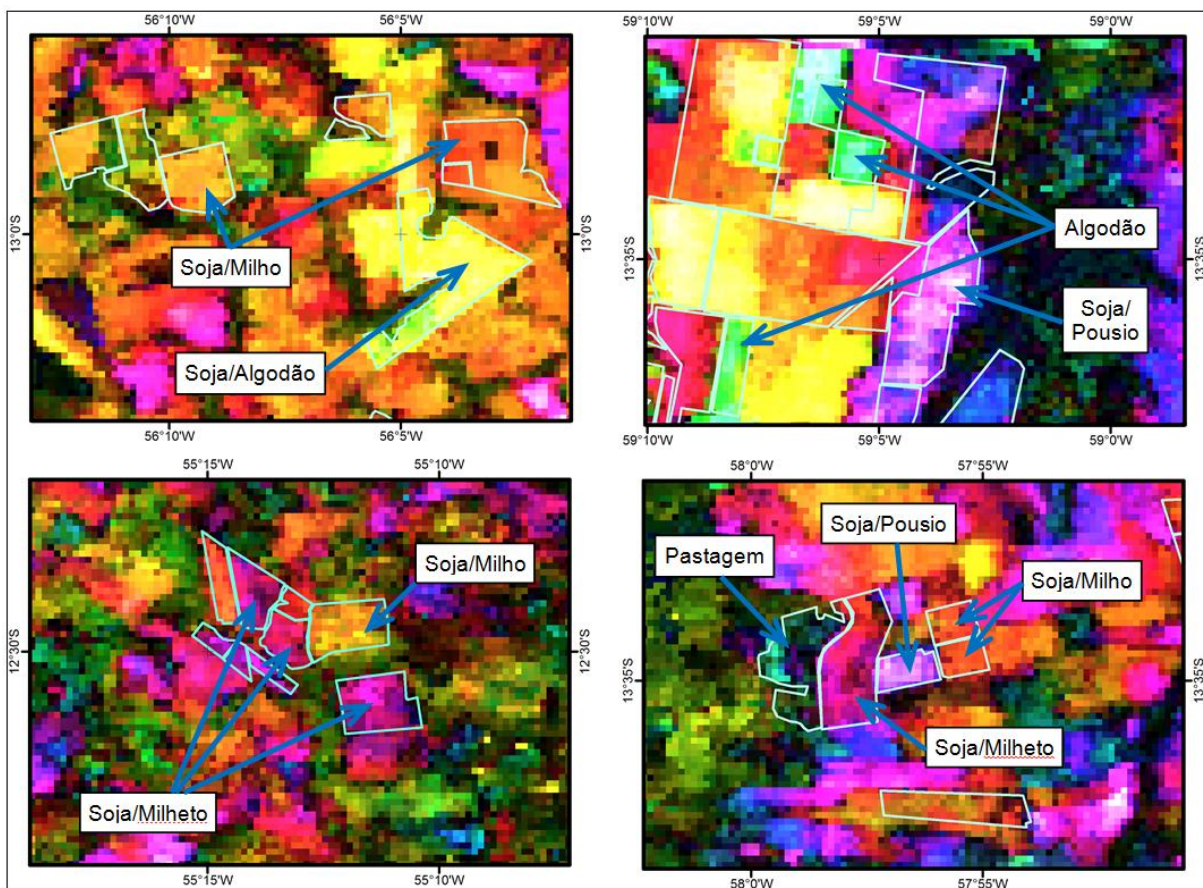 56°10'W
56°5'W
59°10'W
59°5'W
59°0'W
13°0'S
13°0'S
13°35'S
13°35'S
Soja/Milho
Soja/Algodão
Algodão
Soja/
Pousio
56°10'W
56°5'W
59°10'W
59°5'W
59°0'W
55°15'W
55°10'W
58°0'W
57°55'W
12°30'S
12°30'S
13°35'S
13°35'S
Soja/Milho
Soja/Milheto
Soja/Pousio
Pastagem
Soja/Milho
Soja/Milheto
55°15'W
55°10'W
58°0'W
57°55'W